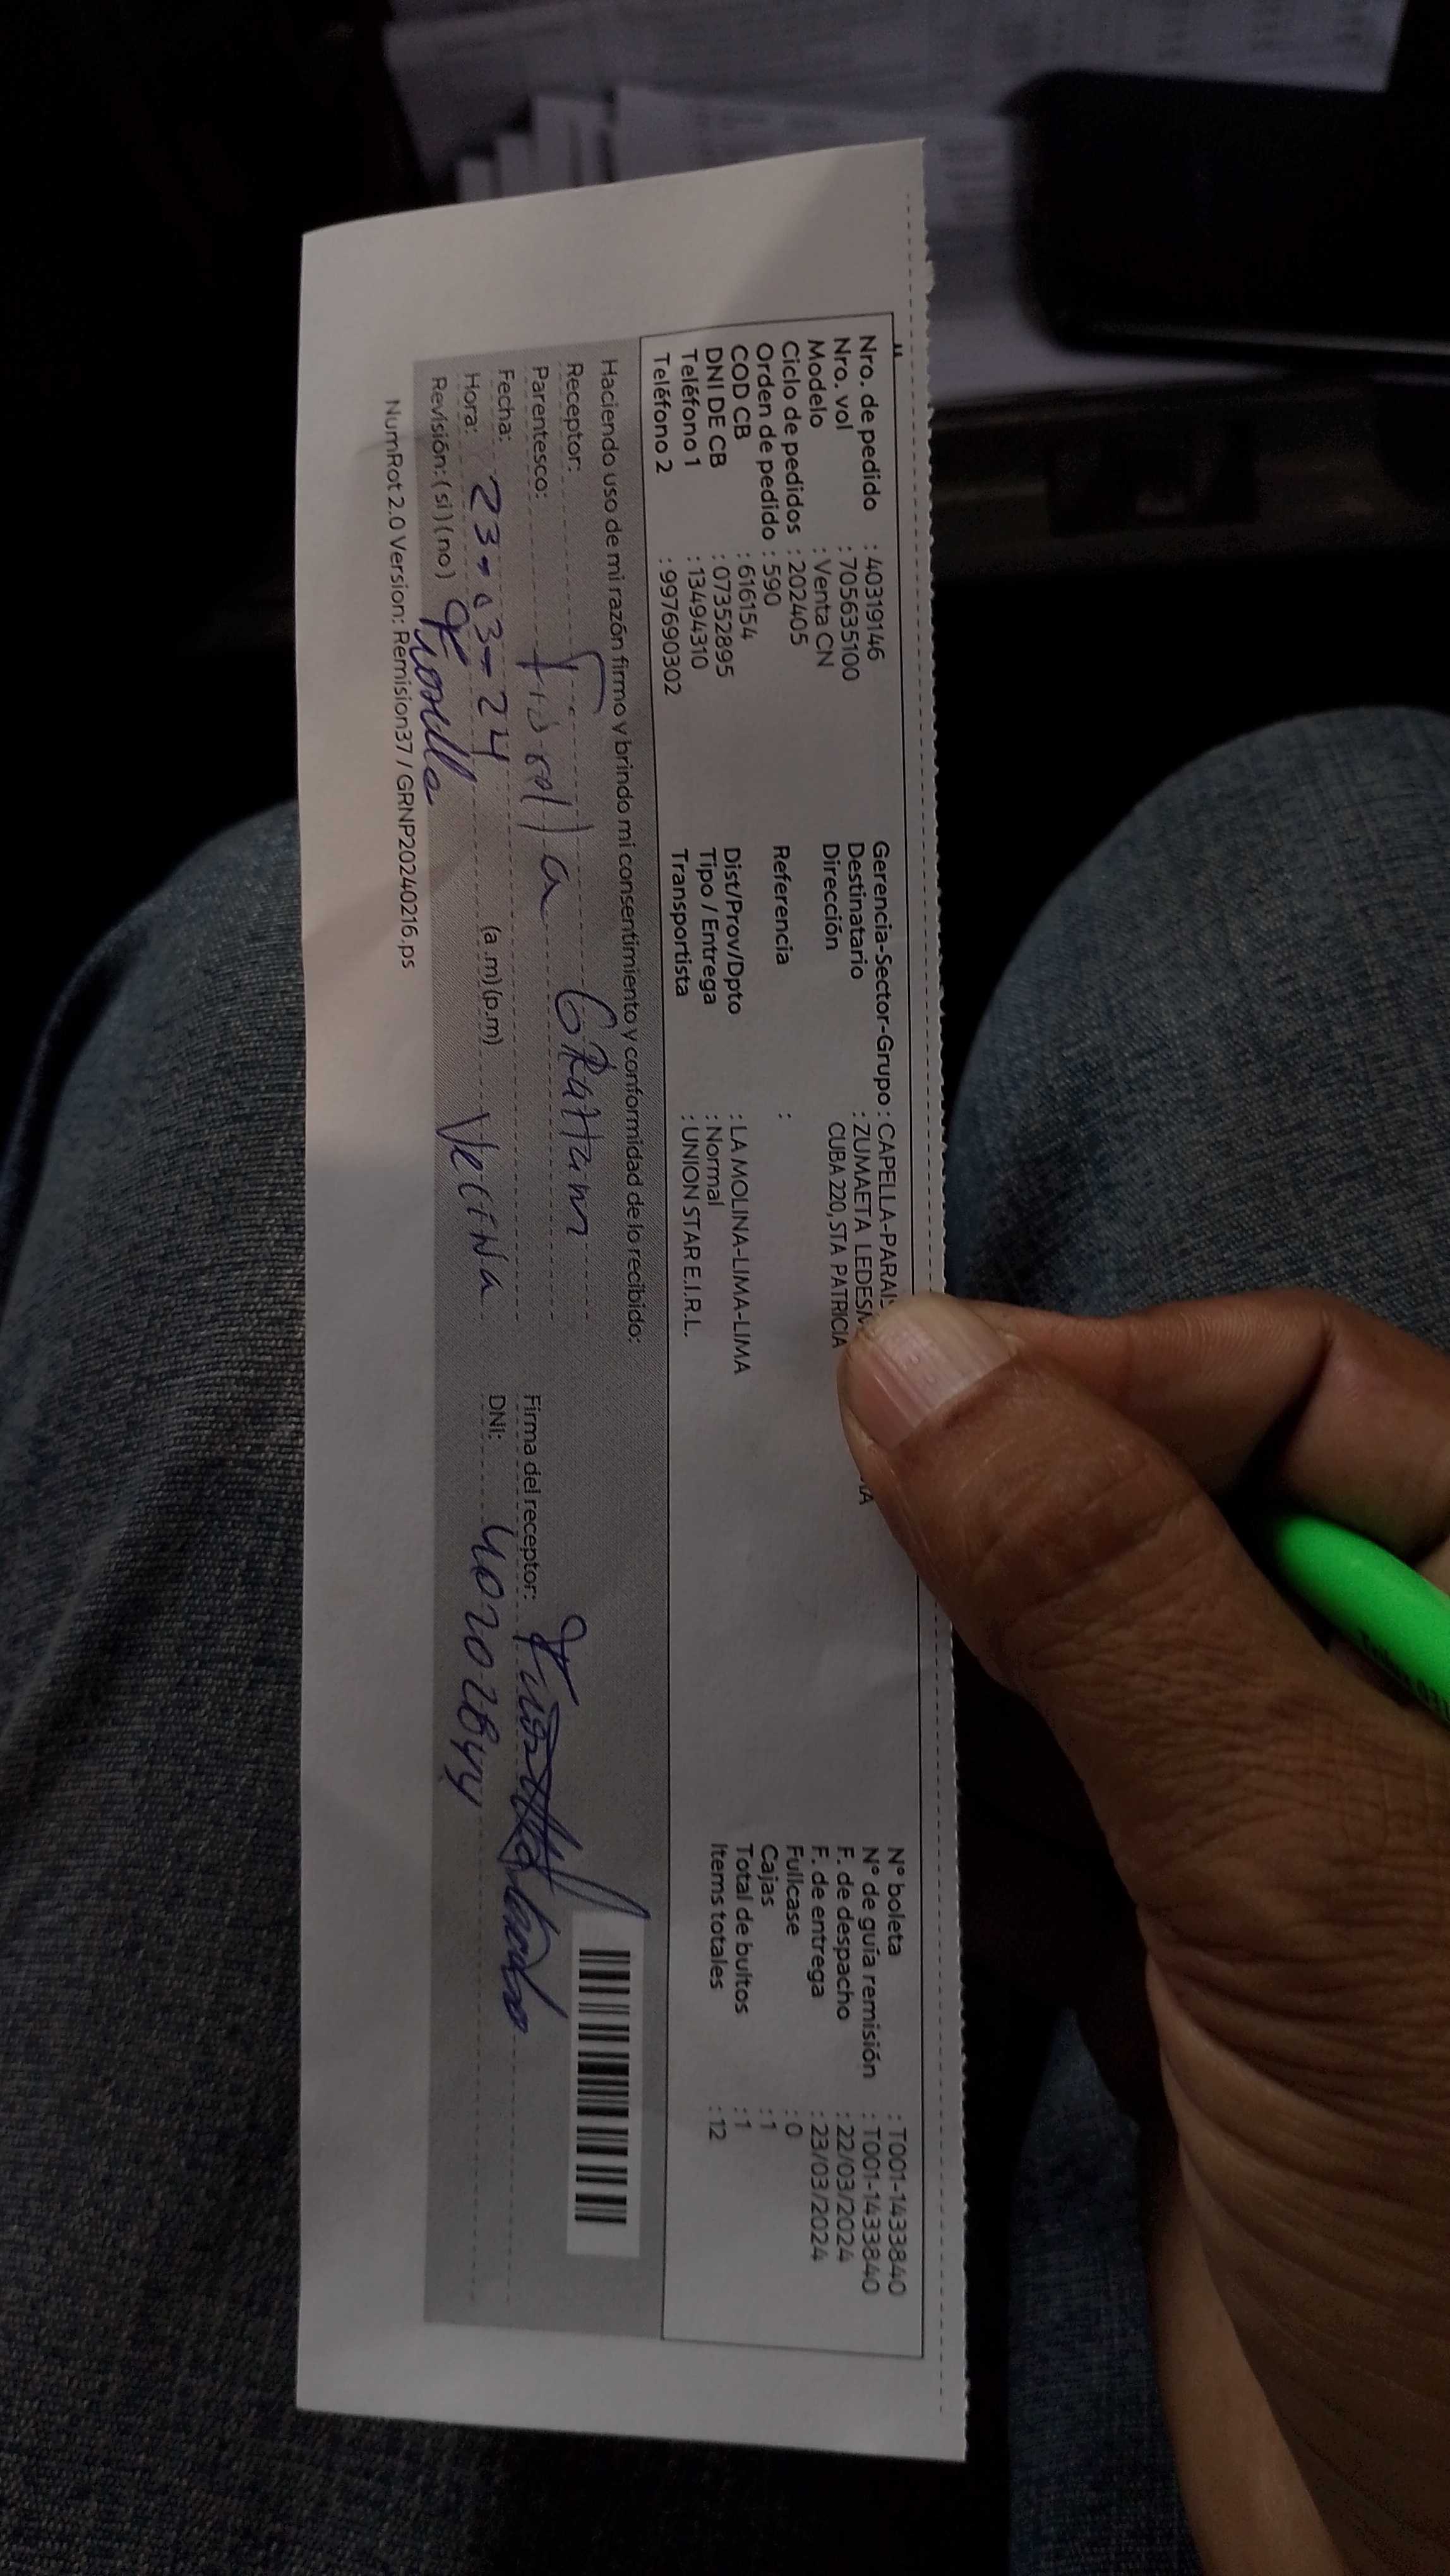 Nro. de pedido : 40319146
Nro. vol : 705635100
Modelo : Venta CN
Ciclo de pedidos : 202405
Orden de pedido : 590
COD CB : 616154
DNI DE CB : 07352895
Teléfono 1 : 13494310
Teléfono 2 : 997690302
Gerencia-Sector-Grupo : CAPELLA-PARAIS
Destinatario : ZUMAETA LEDESM
Dirección CUBA 220, STA PATRICIA
Referencia :
Dist/Prov/Dpto : LA MOLINA-LIMA-LIMA
Tipo / Entrega : Normal
Transportista : UNION STAR E.I.R.L.
N° boleta : T001-1433840
N° de guía remisión : T001-1433840
F. de despacho : 22/03/2024
F. de entrega : 23/03/2024
Fullcase : 0
Cajas : 1
Total de bultos : 1
Items totales : 12
Haciendo uso de mi razón firmo y brindo mi consentimiento y conformidad de lo recibido:
Receptor:
Parentesco:
Fecha: 23-03-24
Hora: (a.m) (p.m) Vecina
Revisión: (si) (no)
Firma del receptor:
DNI:
NumRot 2.0 Version: Remision37 / GRNP20240216.ps